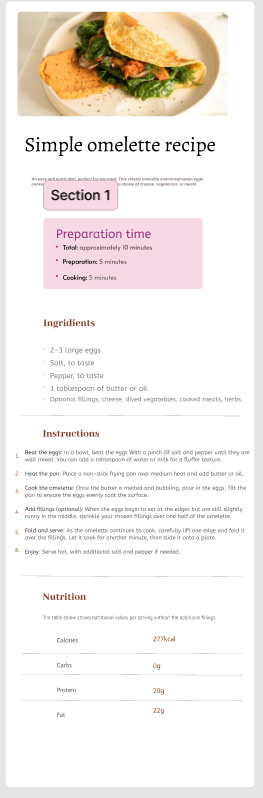 Simple omelette recipe
An easy and quick dish, perfect for any meal. This classic omelette combines beaten eggs
choice of cheese, vegetables, or meats.
Section 1
Preparation time
Total: approximately 10 minutes
Preparation: 5 minutes
Cooking: 5 minutes
Ingridients
2-3 large eggs
Salt, to taste
Pepper, to taste
1 tablespoon of butter or oil
Optional fillings, cheese, dived vegetables, cooked meats, herbs
Instructions
1. Beat the eggs: In a bowl, beat the eggs With a pinch Of salt and pepper until they are
well mixed. You can add a tablespoon of water or milk for a fluffier texture.
2. Heat the pan: Place a non-stick frying pan over medium heat and add butter or oil.
3. Cook the omelette: Once the butter is melted and bubbling, pour in the eggs. Tilt the
pan to ensure the eggs evenly coat the surface.
4. Add fillings (optional): When the eggs begin to set at the edges but are still slightly
runny in the middle, sprinkle your chosen fillings over one half of the omelette.
5. Fold and serve: As the omelette continues to cook, carefully lift one edge and fold it
over the fillings. Let it cook for another minute, then slide it onto a plate.
6. Enjoy: Serve hot, with additional salt and pepper if needed.
Nutrition
The table below shows nutritional values per serving without the additional fillings
Calories 277kcal
Carbs 0g
Protein 20g
Fat 22g